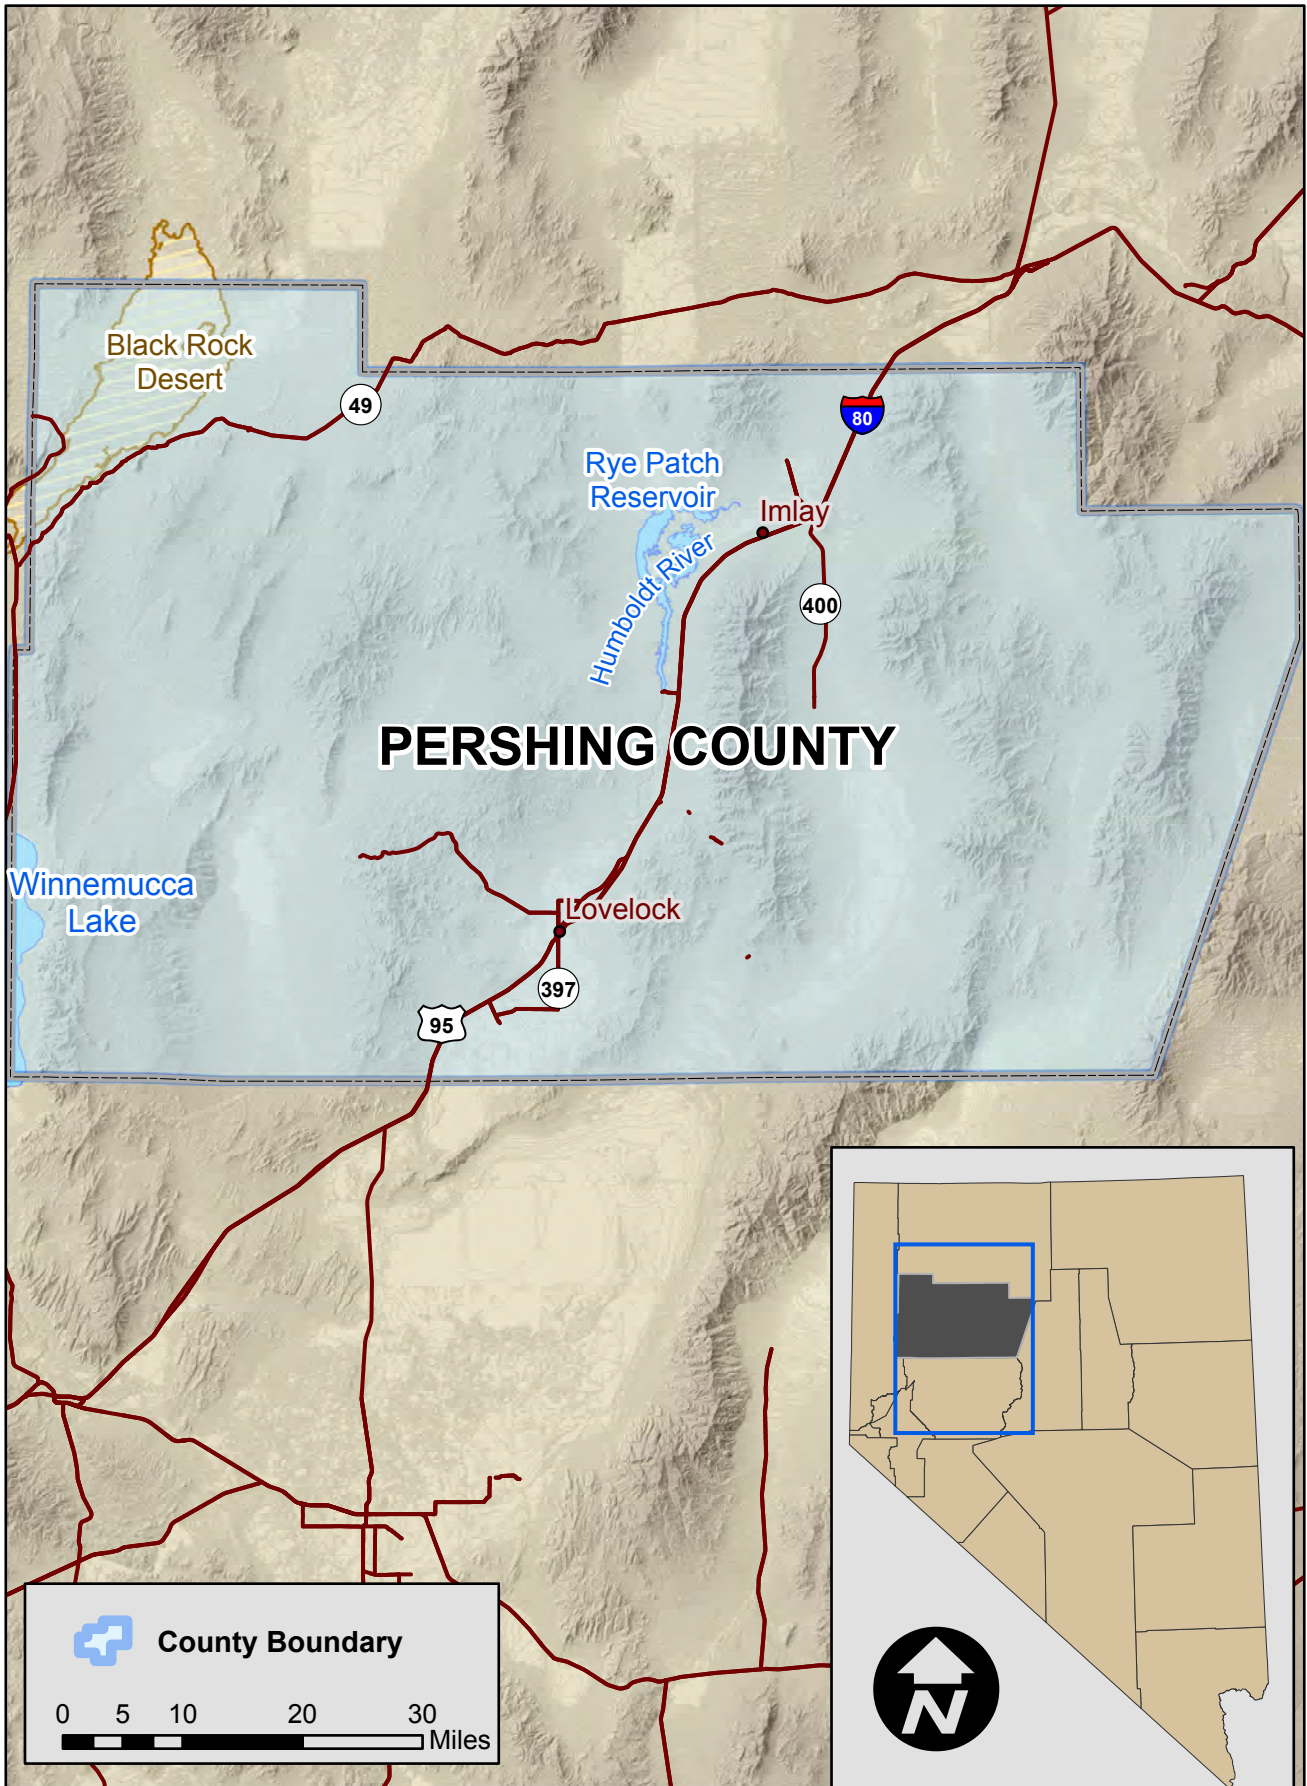 Black Rock
Desert
49
80
Rye Patch
Reservoir
Imlay
Humboldt River
400
PERSHING COUNTY
Winnemucca
Lake
Lovelock
397
95
County Boundary
0 5 10 20 30
Miles
N